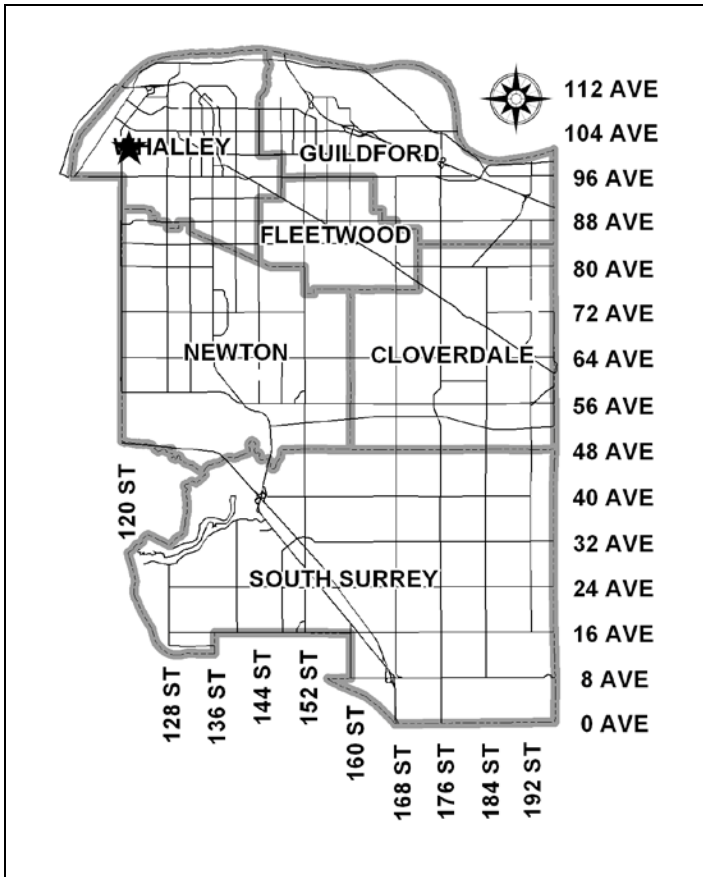 112 AVE
104 AVE
WHALLEY
GUILDFORD
96 AVE
88 AVE
FLEETWOOD
80 AVE
72 AVE
NEWTON
CLOVERDALE
64 AVE
56 AVE
48 AVE
120 ST
40 AVE
32 AVE
SOUTH SURREY
24 AVE
16 AVE
128 ST
136 ST
144 ST
152 ST
160 ST
8 AVE
0 AVE
168 ST
176 ST
184 ST
192 ST